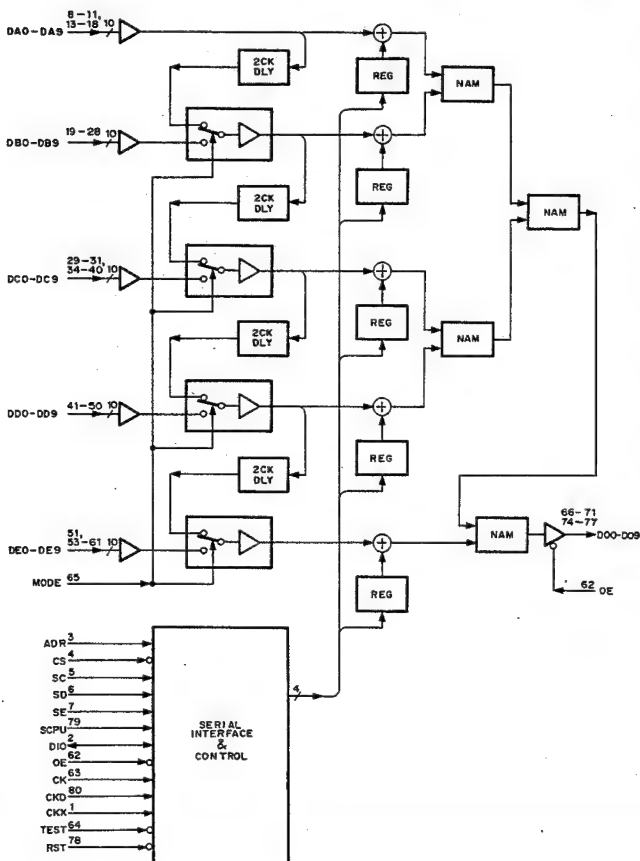 8-11,
DA0-DA9 13-18 10
2CK
DLY
REG
NAM
19-28 10
DB0-DB9
2CK
DLY
REG
NAM
29-31,
DC0-DC9 34-40 10
REG
NAM
2CK
DLY
DD0-DD9 41-50 10
REG
2CK
DLY
51,
DE0-DE9 53-61 10
NAM
66-71
74-77
DO0-DO9
MODE 65
REG
62
OE
ADR 3
CS 4
SC 5
SD 6
SE 7
SCPU 79
DIO 2
OE 62
CK 63
CKD 80
CKX 1
TEST 64
RST 78
SERIAL
INTERFACE
&
CONTROL
4